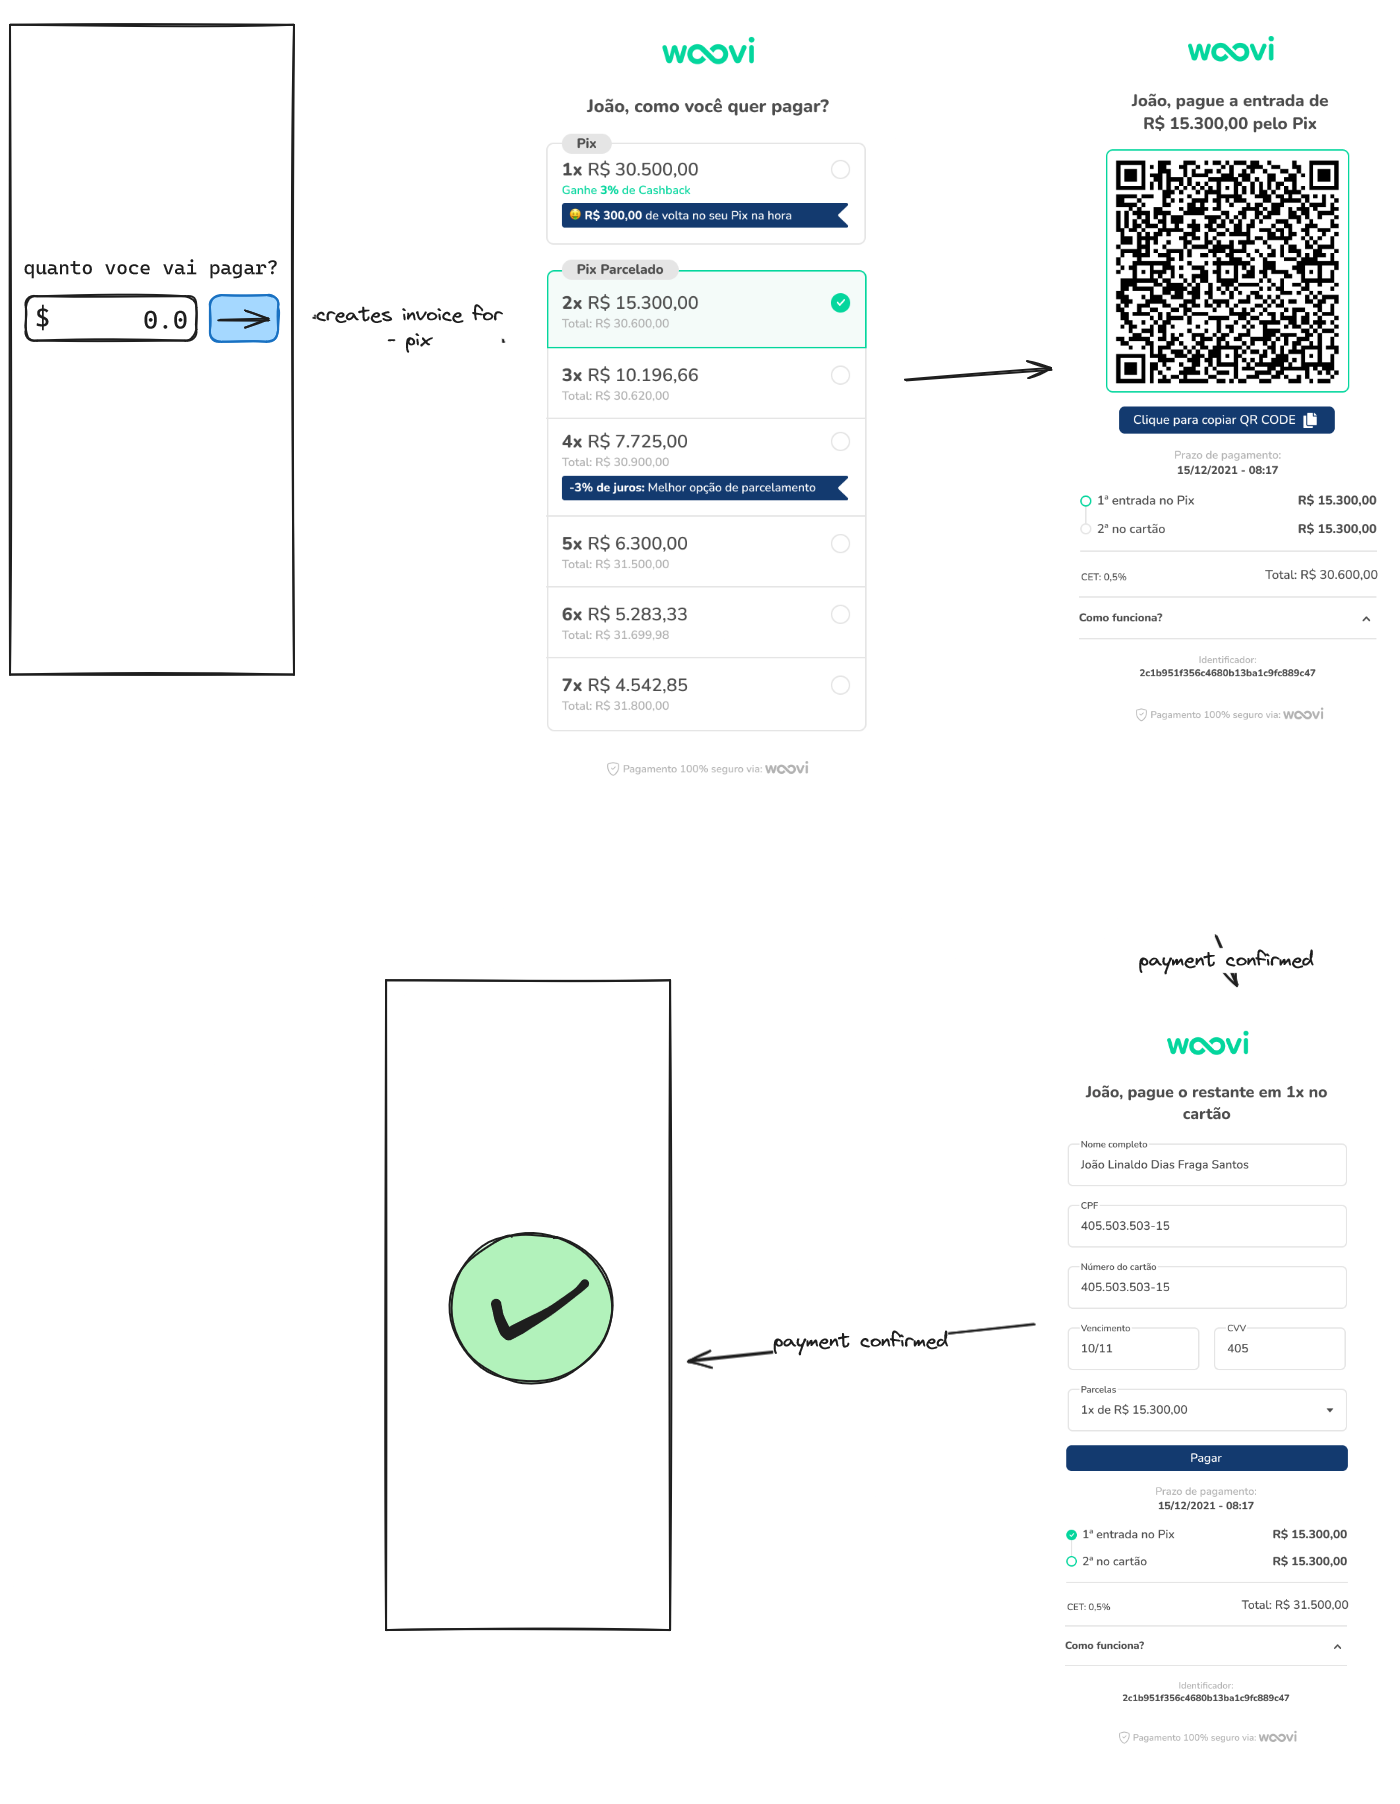 quanto voce vai pagar?
$ 0.0
creates invoice for
- pix
woovi
João, como você quer pagar?
Pix
1x R$ 30.500,00
Ganhe 3% de Cashback
🤑 R$ 300,00 de volta no seu Pix na hora
Pix Parcelado
2x R$ 15.300,00
Total: R$ 30.600,00
3x R$ 10.196,66
Total: R$ 30.620,00
4x R$ 7.725,00
Total: R$ 30.900,00
-3% de juros: Melhor opção de parcelamento
5x R$ 6.300,00
Total: R$ 31.500,00
6x R$ 5.283,33
Total: R$ 31.699,98
7x R$ 4.542,85
Total: R$ 31.800,00
Pagamento 100% seguro via: woovi
woovi
João, pague a entrada de
R$ 15.300,00 pelo Pix
Clique para copiar QR CODE
Prazo de pagamento:
15/12/2021 - 08:17
1ª entrada no Pix R$ 15.300,00
2ª no cartão R$ 15.300,00
CET: 0,5% Total: R$ 30.600,00
Como funciona?
Identificador:
2c1b951f356c4680b13ba1c9fc889c47
Pagamento 100% seguro via: woovi
payment confirmed
woovi
João, pague o restante em 1x no
cartão
Nome completo
João Linaldo Dias Fraga Santos
CPF
405.503.503-15
Número do cartão
405.503.503-15
Vencimento CVV
10/11 405
Parcelas
1x de R$ 15.300,00
Pagar
Prazo de pagamento:
15/12/2021 - 08:17
1ª entrada no Pix R$ 15.300,00
2ª no cartão R$ 15.300,00
CET: 0,5% Total: R$ 31.500,00
Como funciona?
Identificador:
2c1b951f356c4680b13ba1c9fc889c47
Pagamento 100% seguro via: woovi
payment confirmed